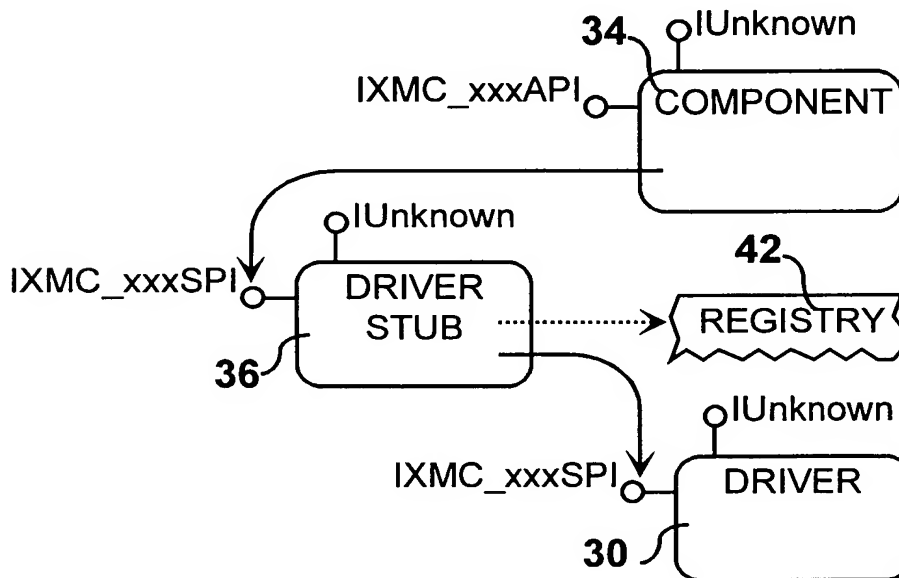 34
IUnknown
IXMC_xxxAPI
COMPONENT
IUnknown
IXMC_xxxSPI
DRIVER
STUB
42
REGISTRY
36
IUnknown
IXMC_xxxSPI
DRIVER
30